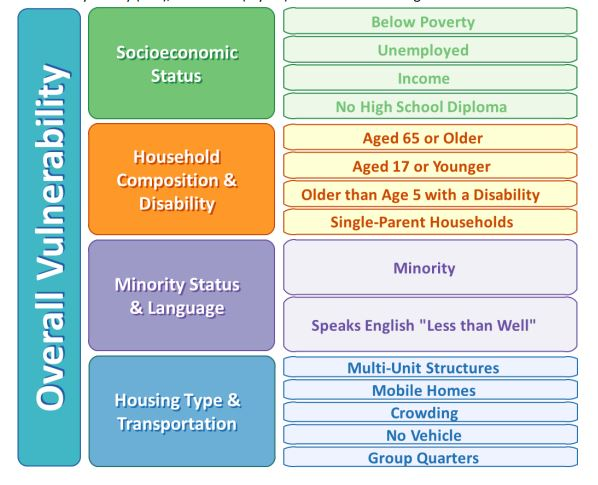 Overall Vulnerability
Socioeconomic
Status
Below Poverty
Unemployed
Income
No High School Diploma
Household
Composition &
Disability
Aged 65 or Older
Aged 17 or Younger
Older than Age 5 with a Disability
Single-Parent Households
Minority Status
& Language
Minority
Speaks English "Less than Well"
Housing Type &
Transportation
Multi-Unit Structures
Mobile Homes
Crowding
No Vehicle
Group Quarters